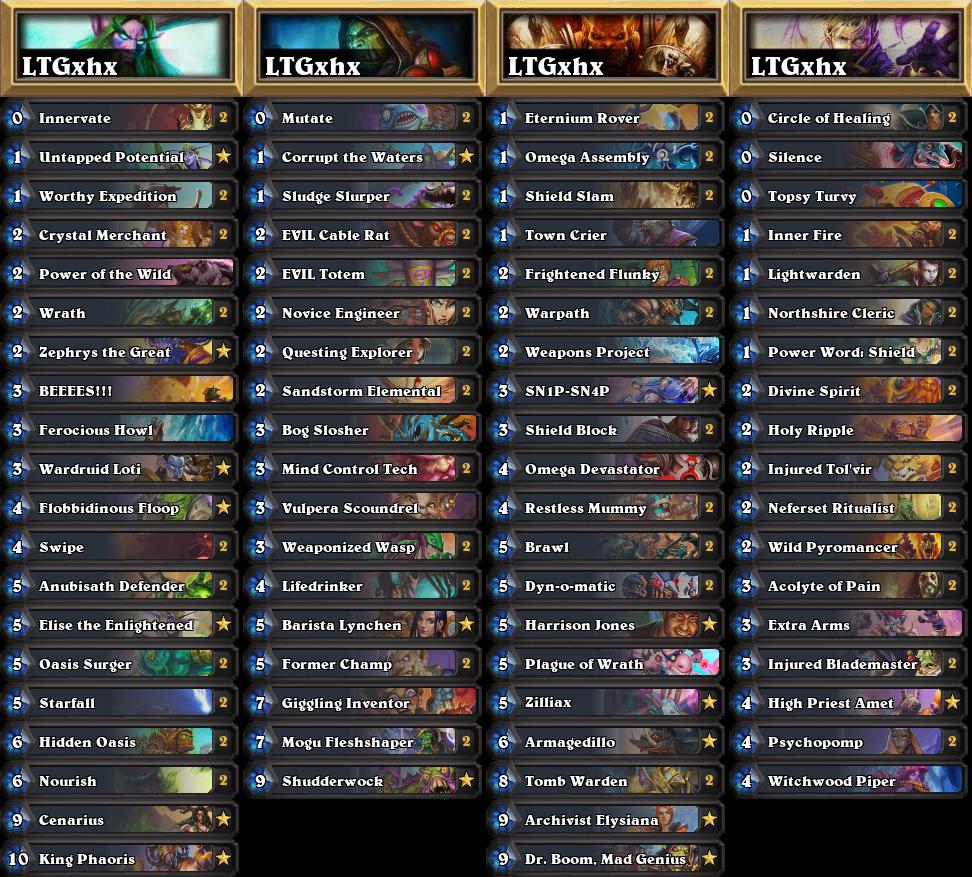 LTGxhx
0 Innervate 2
1 Untapped Potential
1 Worthy Expedition 2
2 Crystal Merchant 2
2 Power of the Wild
2 Wrath 2
2 Zephrys the Great
3 BEEEES!!! 2
3 Ferocious Howl
3 Wardruid Loti
4 Flobbidinous Floop
4 Swipe 2
5 Anubisath Defender 2
5 Elise the Enlightened
5 Oasis Surger 2
5 Starfall 2
6 Hidden Oasis 2
6 Nourish 2
9 Cenarius
10 King Phaoris
LTGxhx
0 Mutate 2
1 Corrupt the Waters
1 Sludge Slurper 2
2 EVIL Cable Rat 2
2 EVIL Totem 2
2 Novice Engineer 2
2 Questing Explorer 2
2 Sandstorm Elemental 2
3 Bog Slosher
3 Mind Control Tech 2
3 Vulpera Scoundrel
3 Weaponized Wasp 2
4 Lifedrinker 2
5 Barista Lynchen
5 Former Champ 2
7 Giggling Inventor
7 Mogu Fleshshaper 2
9 Shudderwock
LTGxhx
1 Eternium Rover 2
1 Omega Assembly 2
1 Shield Slam 2
1 Town Crier
2 Frightened Flunky 2
2 Warpath 2
2 Weapons Project
3 SN1P-SN4P
3 Shield Block 2
4 Omega Devastator
4 Restless Mummy 2
5 Brawl 2
5 Dyn-o-matic 2
5 Harrison Jones
5 Plague of Wrath
5 Zilliax
6 Armagedillo
8 Tomb Warden 2
9 Archivist Elysiana
9 Dr. Boom, Mad Genius
LTGxhx
0 Circle of Healing 2
0 Silence
0 Topsy Turvy 2
1 Inner Fire 2
1 Lightwarden 2
1 Northshire Cleric 2
1 Power Word: Shield 2
2 Divine Spirit 2
2 Holy Ripple
2 Injured Tol'vir 2
2 Neferset Ritualist 2
2 Wild Pyromancer 2
3 Acolyte of Pain 2
3 Extra Arms
3 Injured Blademaster 2
4 High Priest Amet
4 Psychopomp 2
4 Witchwood Piper